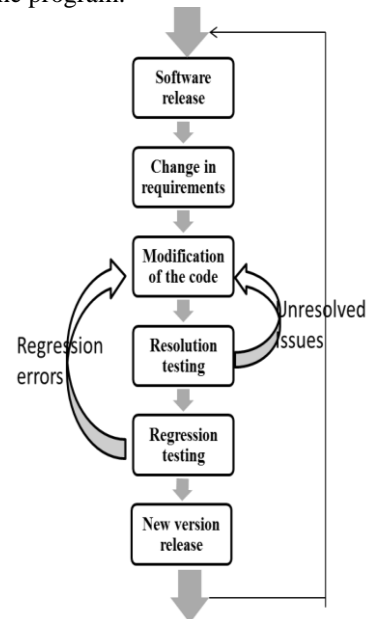 program.
Software
release
Change in
requirements
Modification
of the code
Unresolved
Issues
Resolution
testing
Regression
errors
Regression
testing
New version
release